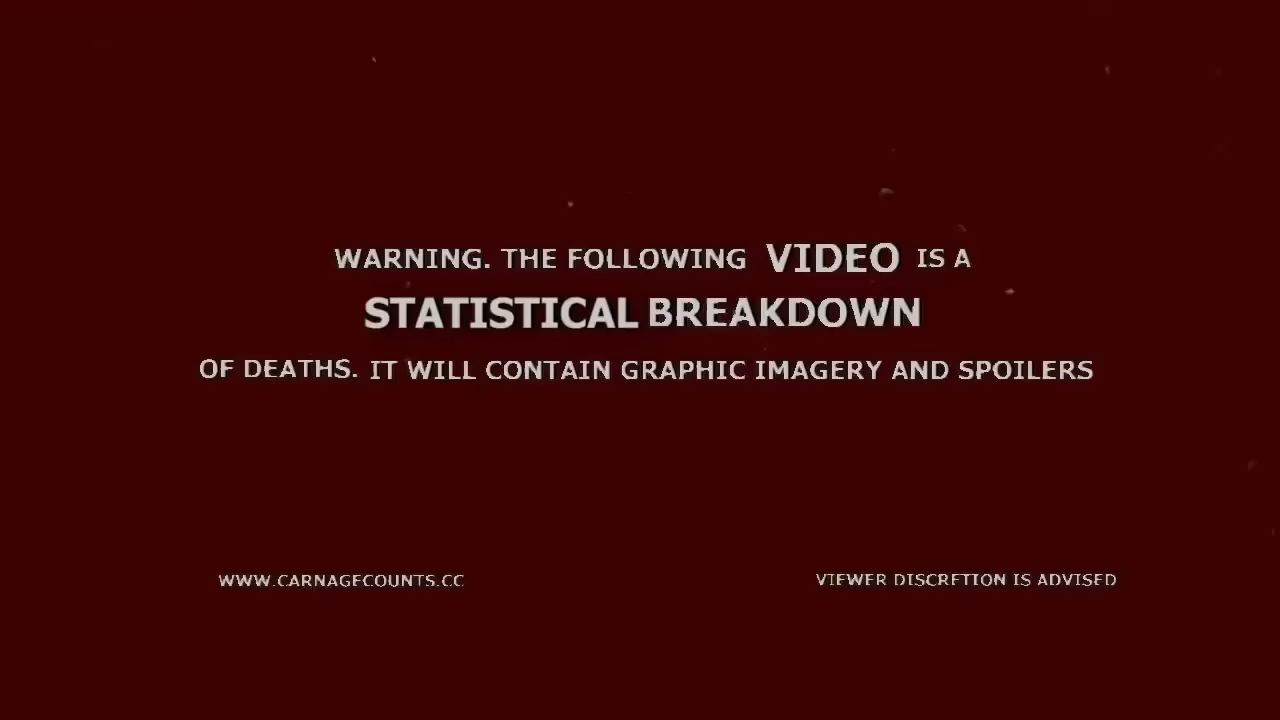 WARNING. THE FOLLOWING VIDEO IS A
STATISTICAL BREAKDOWN
OF DEATHS. IT WILL CONTAIN GRAPHIC IMAGERY AND SPOILERS
WWW.CARNAGECOUNTS.CC
VIEWER DISCRETION IS ADVISED